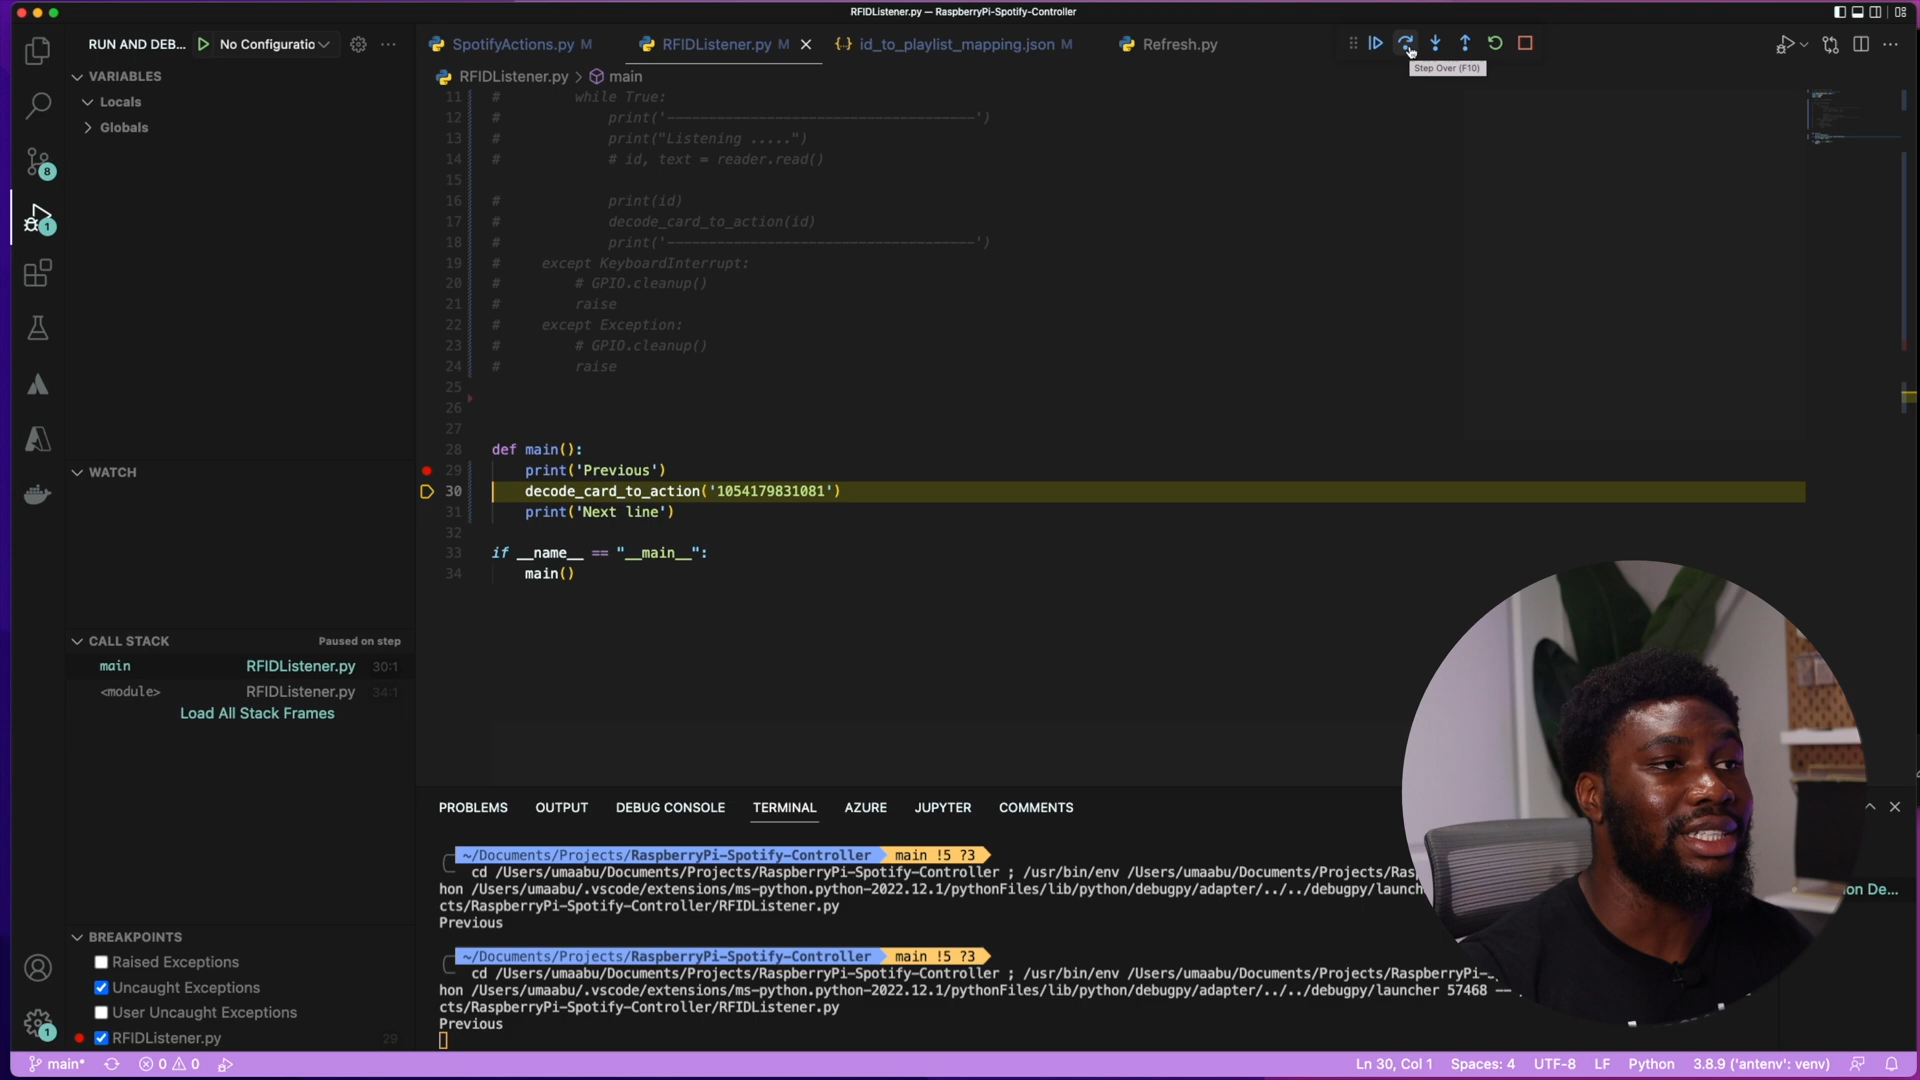 RFIDListener.py — RaspberryPi-Spotify-Controller
RUN AND DEB... No Configuratio
SpotifyActions.py M
RFIDListener.py M
id_to_playlist_mapping.json M
Refresh.py
Step Over (F10)
VARIABLES
Locals
Globals
RFIDListener.py > main
11 # while True:
12 # print('-------------------------------------')
13 # print("Listening .....")
14 # # id, text = reader.read()
15
16 # print(id)
17 # decode_card_to_action(id)
18 # print('-------------------------------------')
19 # except KeyboardInterrupt:
20 # # GPIO.cleanup()
21 # raise
22 # except Exception:
23 # # GPIO.cleanup()
24 # raise
25
26
27
28 def main():
29 print('Previous')
30 decode_card_to_action('1054179831081')
31 print('Next line')
32
33 if __name__ == "__main__":
34 main()
8
1
WATCH
CALL STACK Paused on step
main RFIDListener.py 30:1
<module> RFIDListener.py 34:1
Load All Stack Frames
PROBLEMS OUTPUT DEBUG CONSOLE TERMINAL AZURE JUPYTER COMMENTS
~/Documents/Projects/RaspberryPi-Spotify-Controller main !5 ?3
cd /Users/umaabu/Documents/Projects/RaspberryPi-Spotify-Controller ; /usr/bin/env /Users/umaabu/Documents/Projects/Ras
hon /Users/umaabu/.vscode/extensions/ms-python.python-2022.12.1/pythonFiles/lib/python/debugpy/adapter/../../debugpy/launch
cts/RaspberryPi-Spotify-Controller/RFIDListener.py
Previous
~/Documents/Projects/RaspberryPi-Spotify-Controller main !5 ?3
cd /Users/umaabu/Documents/Projects/RaspberryPi-Spotify-Controller ; /usr/bin/env /Users/umaabu/Documents/Projects/RaspberryPi-
hon /Users/umaabu/.vscode/extensions/ms-python.python-2022.12.1/pythonFiles/lib/python/debugpy/adapter/../../debugpy/launcher 57468 --
cts/RaspberryPi-Spotify-Controller/RFIDListener.py
Previous
on De...
BREAKPOINTS
Raised Exceptions
Uncaught Exceptions
User Uncaught Exceptions
RFIDListener.py 29
1
main* 0 0
Ln 30, Col 1 Spaces: 4 UTF-8 LF Python 3.8.9 ('antenv': venv)